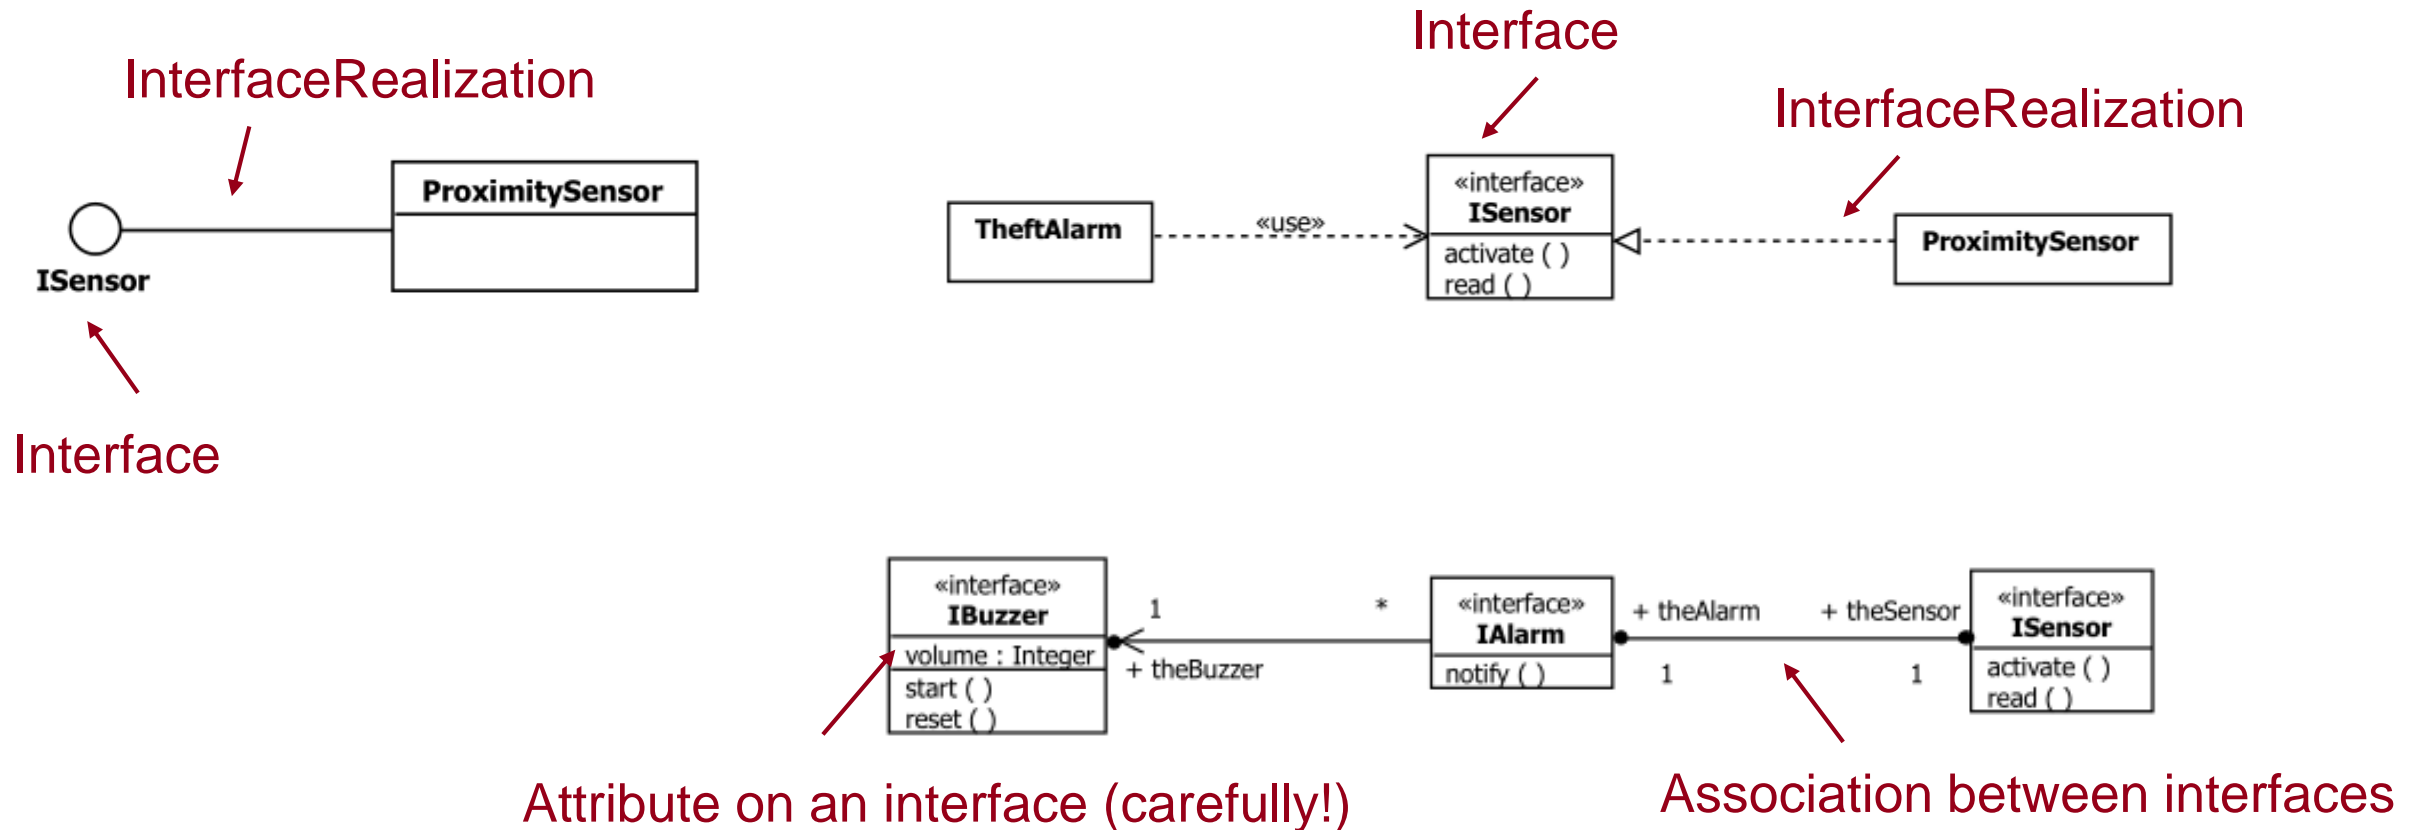 InterfaceRealization
ProximitySensor
ISensor
Interface
Interface
InterfaceRealization
TheftAlarm
«use»
«interface»
ISensor
activate ( )
read ( )
ProximitySensor
«interface»
IBuzzer
volume : Integer
start ( )
reset ( )
1
*
+ theBuzzer
«interface»
IAlarm
notify ( )
+ theAlarm
+ theSensor
1
1
«interface»
ISensor
activate ( )
read ( )
Attribute on an interface (carefully!)
Association between interfaces